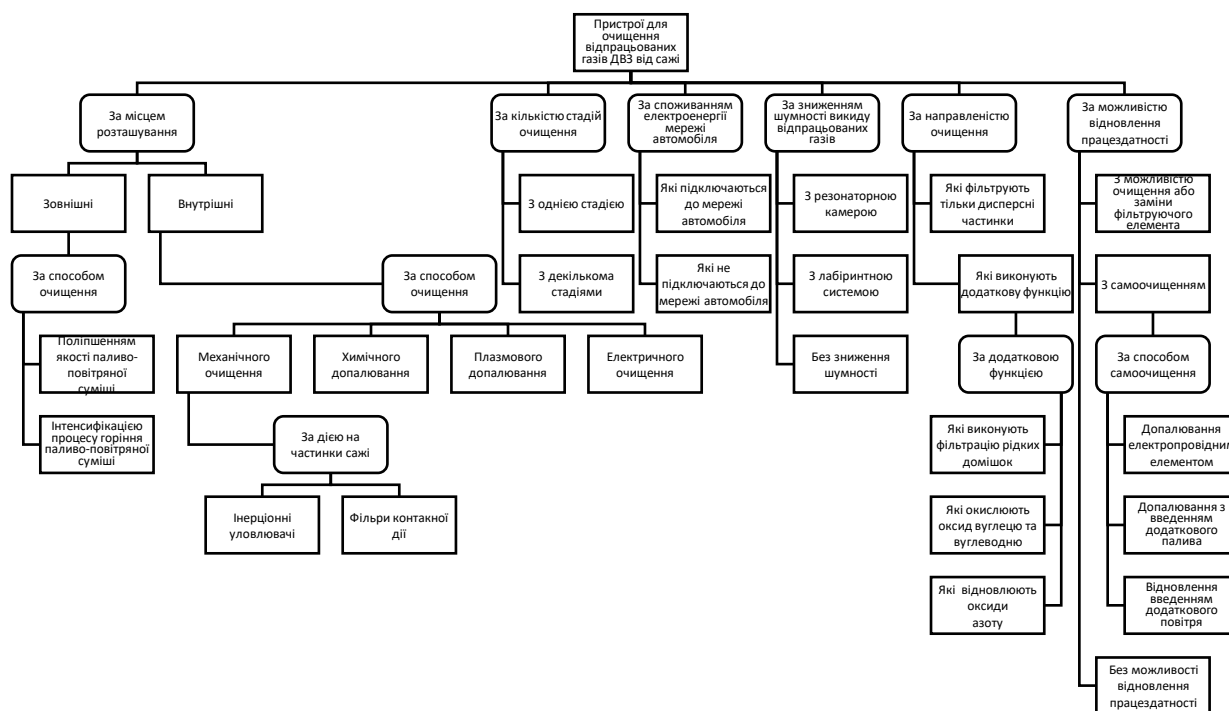 Пристрої для
очищення
відпрацьованих
газів ДВЗ від сажі
За місцем
розташування
За кількістю стадій
очищення
За споживанням
електроенергії
мережі
автомобіля
За зниженням
шумності викиду
відпрацьованих
газів
За направленістю
очищення
За можливістю
відновлення
працездатності
Зовнішні
Внутрішні
З однією стадією
Які підключаються
до мережі
автомобіля
З резонаторною
камерою
Які фільтрують
тільки дисперсні
частинки
З можливістю
очищення або
заміни
фільтруючого
елемента
За способом
очищення
За способом
очищення
З декількома
стадіями
Які не
підключаються до
мережі автомобіля
З лабіринтною
системою
Які виконують
додаткову функцію
З самоочищенням
Поліпшенням
якості паливо-
повітряної
суміші
Механічного
очищення
Химічного
допалювання
Плазмового
допалювання
Електричного
очищення
Без зниження
шумності
За додатковою
функцією
За способом
самоочищення
Інтенсифікацією
процесу горіння
паливо-повітряної
суміші
За дією на
частинки сажі
Які виконують
фільтрацію рідких
домішок
Допалювання
електропровідним
елементом
Інерціонні
уловлювачі
Фільри контакної
дії
Які окислюють
оксид вуглецю та
вуглеводню
Допалювання з
введенням
додаткового
палива
Які відновлюють
оксиди
азоту
Відновлення
введенням
додаткового
повітря
Без можливості
відновлення
працездатності